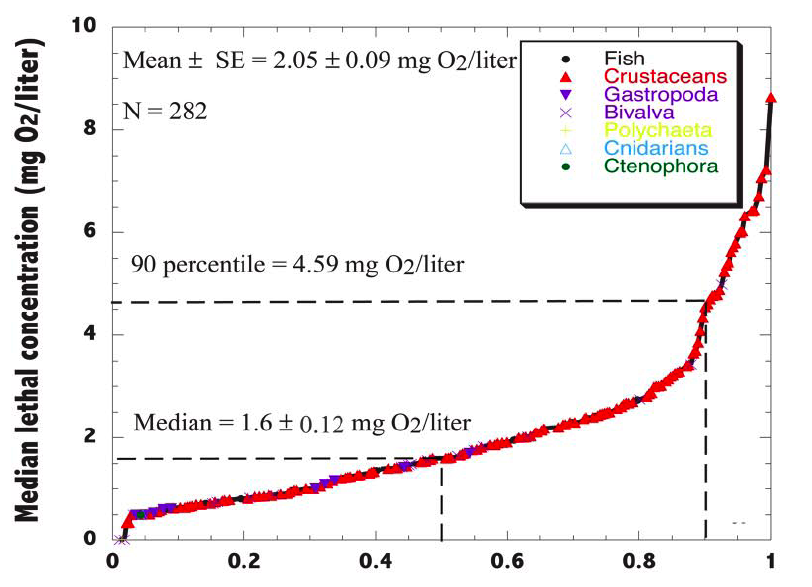 10
Mean ± SE = 2.05 ± 0.09 mg O2/liter
N = 282
Fish
Crustaceans
Gastropoda
Bivalva
Polychaeta
Cnidarians
Ctenophora
8
6
90 percentile = 4.59 mg O2/liter
4
Median = 1.6 ± 0.12 mg O2/liter
2
0
Median lethal concentration (mg O2/liter)
0 0.2 0.4 0.6 0.8 1